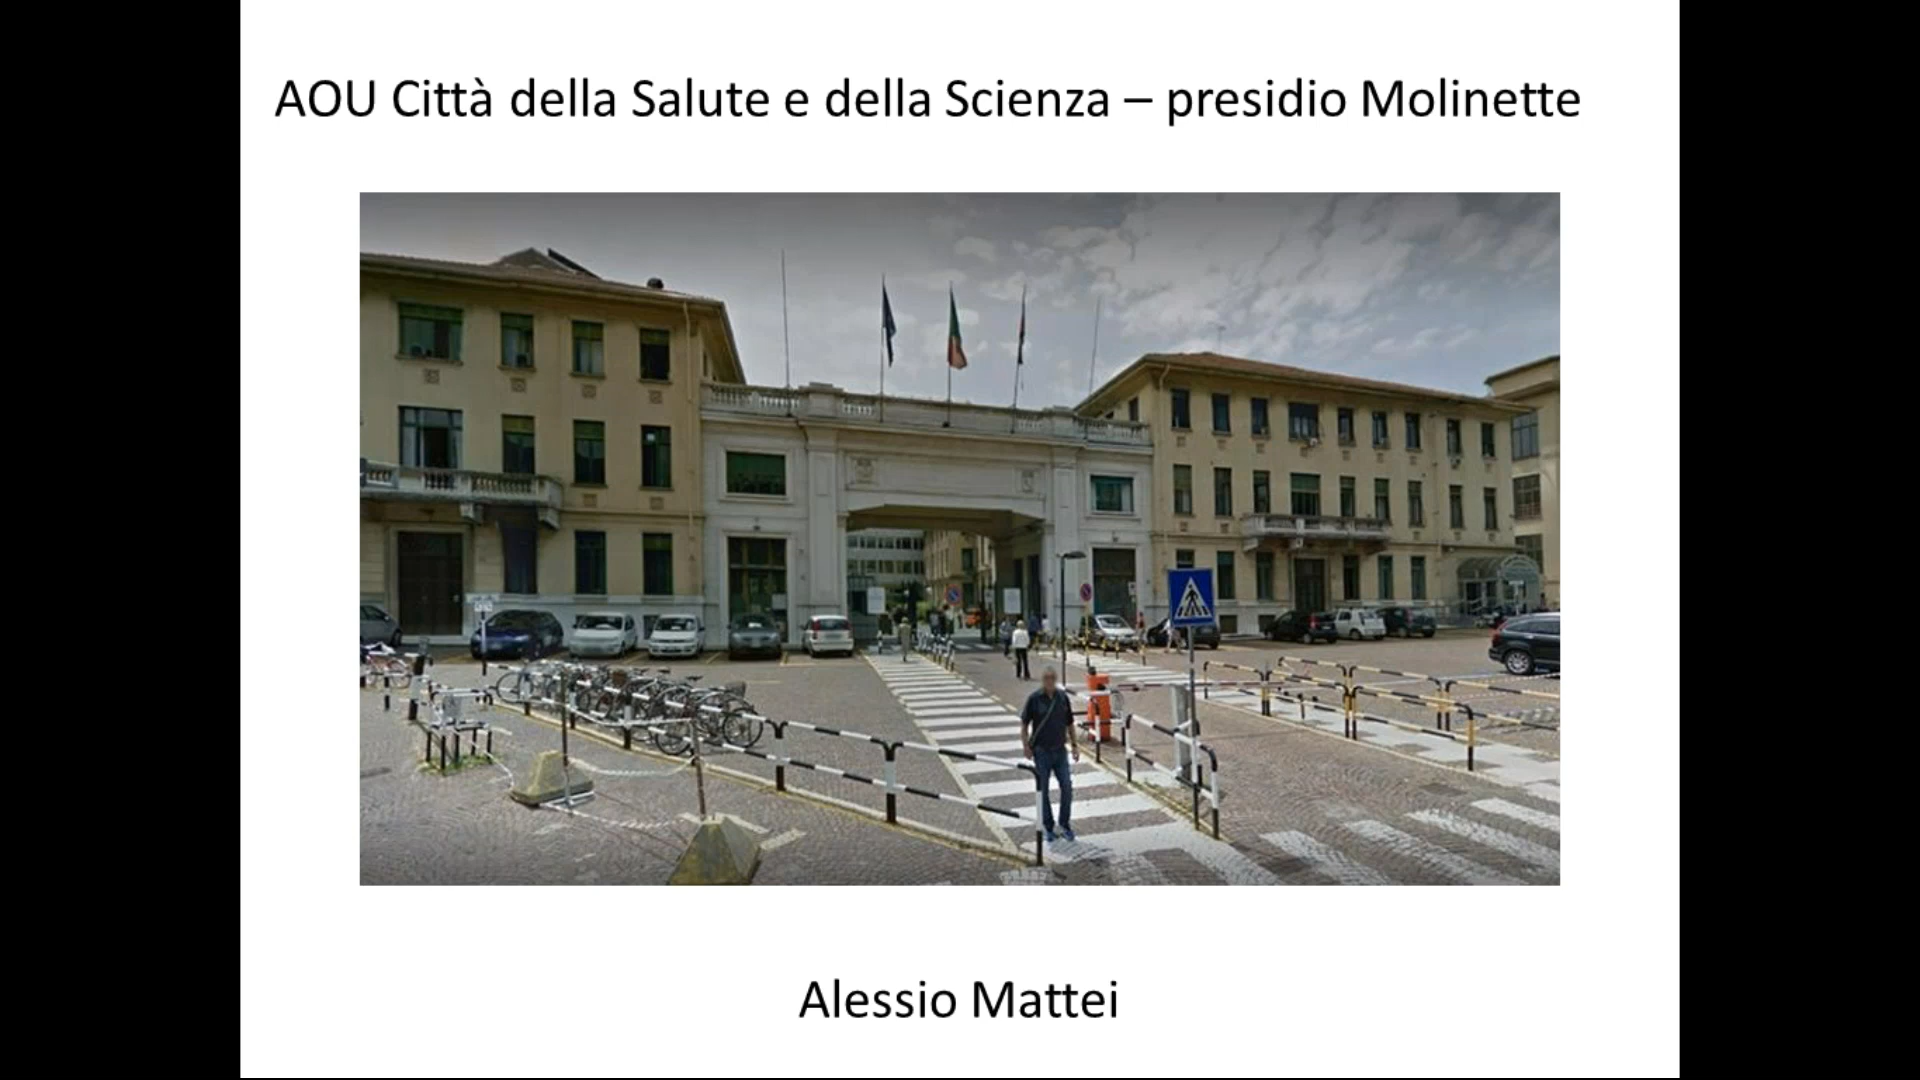 AOU Città della Salute e della Scienza – presidio Molinette
Alessio Mattei